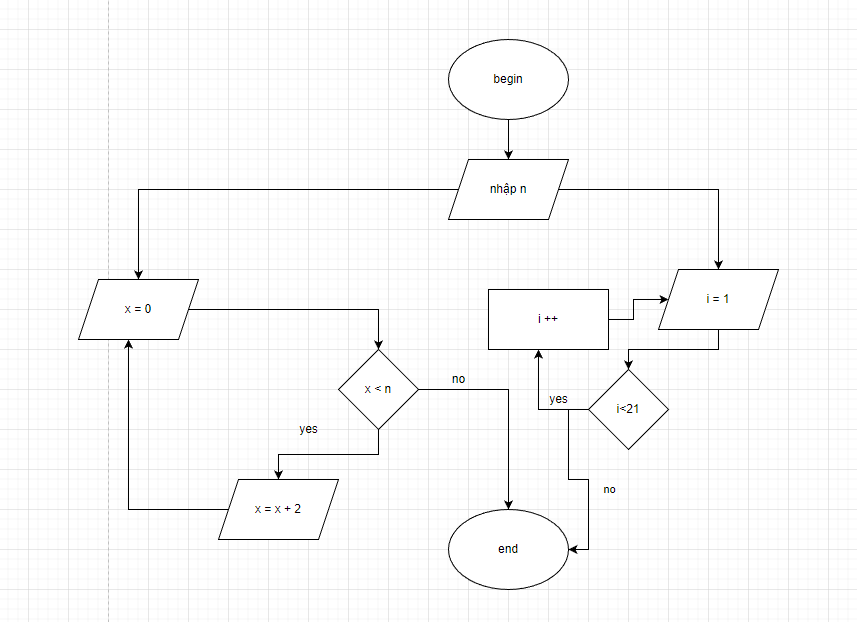 begin
nhập n
x = 0
i = 1
i ++
x < n
no
yes
i<21
yes
x = x + 2
no
end